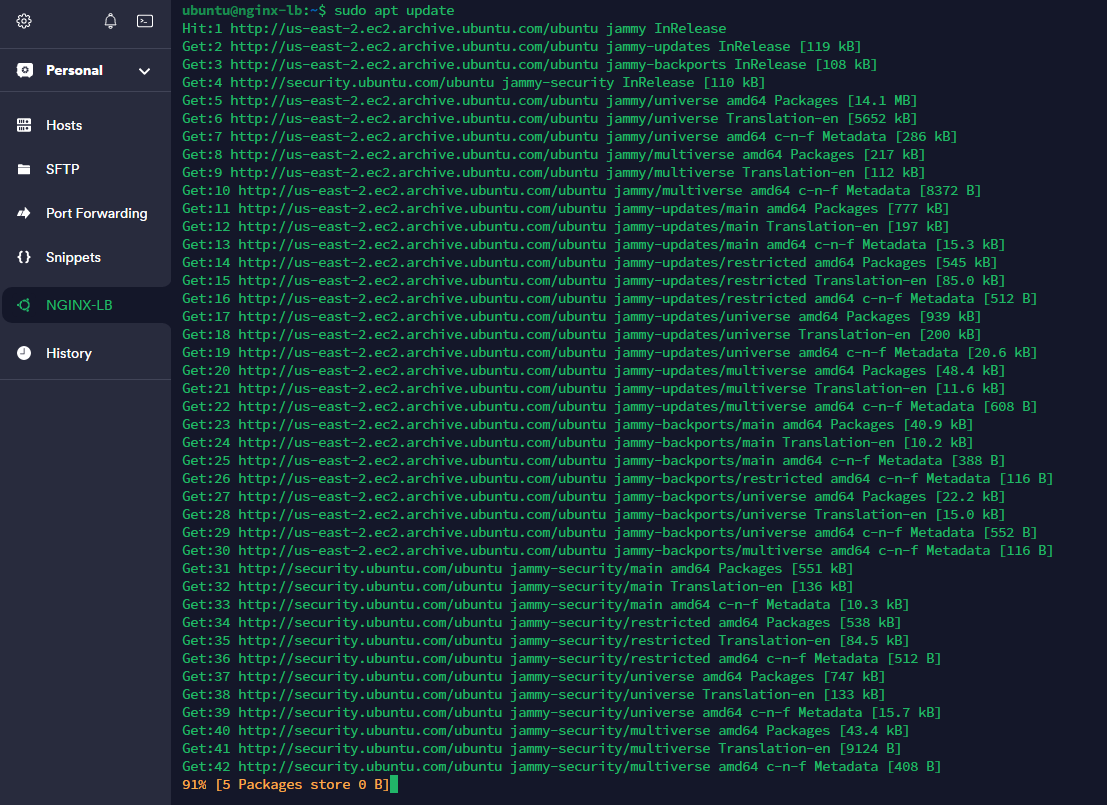 Personal
Hosts
SFTP
Port Forwarding
Snippets
NGINX-LB
History
ubuntu@nginx-lb:~$ sudo apt update
Hit:1 http://us-east-2.ec2.archive.ubuntu.com/ubuntu jammy InRelease
Get:2 http://us-east-2.ec2.archive.ubuntu.com/ubuntu jammy-updates InRelease [119 kB]
Get:3 http://us-east-2.ec2.archive.ubuntu.com/ubuntu jammy-backports InRelease [108 kB]
Get:4 http://security.ubuntu.com/ubuntu jammy-security InRelease [110 kB]
Get:5 http://us-east-2.ec2.archive.ubuntu.com/ubuntu jammy/universe amd64 Packages [14.1 MB]
Get:6 http://us-east-2.ec2.archive.ubuntu.com/ubuntu jammy/universe Translation-en [5652 kB]
Get:7 http://us-east-2.ec2.archive.ubuntu.com/ubuntu jammy/universe amd64 c-n-f Metadata [286 kB]
Get:8 http://us-east-2.ec2.archive.ubuntu.com/ubuntu jammy/multiverse amd64 Packages [217 kB]
Get:9 http://us-east-2.ec2.archive.ubuntu.com/ubuntu jammy/multiverse Translation-en [112 kB]
Get:10 http://us-east-2.ec2.archive.ubuntu.com/ubuntu jammy/multiverse amd64 c-n-f Metadata [8372 B]
Get:11 http://us-east-2.ec2.archive.ubuntu.com/ubuntu jammy-updates/main amd64 Packages [777 kB]
Get:12 http://us-east-2.ec2.archive.ubuntu.com/ubuntu jammy-updates/main Translation-en [197 kB]
Get:13 http://us-east-2.ec2.archive.ubuntu.com/ubuntu jammy-updates/main amd64 c-n-f Metadata [15.3 kB]
Get:14 http://us-east-2.ec2.archive.ubuntu.com/ubuntu jammy-updates/restricted amd64 Packages [545 kB]
Get:15 http://us-east-2.ec2.archive.ubuntu.com/ubuntu jammy-updates/restricted Translation-en [85.0 kB]
Get:16 http://us-east-2.ec2.archive.ubuntu.com/ubuntu jammy-updates/restricted amd64 c-n-f Metadata [512 B]
Get:17 http://us-east-2.ec2.archive.ubuntu.com/ubuntu jammy-updates/universe amd64 Packages [939 kB]
Get:18 http://us-east-2.ec2.archive.ubuntu.com/ubuntu jammy-updates/universe Translation-en [200 kB]
Get:19 http://us-east-2.ec2.archive.ubuntu.com/ubuntu jammy-updates/universe amd64 c-n-f Metadata [20.6 kB]
Get:20 http://us-east-2.ec2.archive.ubuntu.com/ubuntu jammy-updates/multiverse amd64 Packages [48.4 kB]
Get:21 http://us-east-2.ec2.archive.ubuntu.com/ubuntu jammy-updates/multiverse Translation-en [11.6 kB]
Get:22 http://us-east-2.ec2.archive.ubuntu.com/ubuntu jammy-updates/multiverse amd64 c-n-f Metadata [608 B]
Get:23 http://us-east-2.ec2.archive.ubuntu.com/ubuntu jammy-backports/main amd64 Packages [40.9 kB]
Get:24 http://us-east-2.ec2.archive.ubuntu.com/ubuntu jammy-backports/main Translation-en [10.2 kB]
Get:25 http://us-east-2.ec2.archive.ubuntu.com/ubuntu jammy-backports/main amd64 c-n-f Metadata [388 B]
Get:26 http://us-east-2.ec2.archive.ubuntu.com/ubuntu jammy-backports/restricted amd64 c-n-f Metadata [116 B]
Get:27 http://us-east-2.ec2.archive.ubuntu.com/ubuntu jammy-backports/universe amd64 Packages [22.2 kB]
Get:28 http://us-east-2.ec2.archive.ubuntu.com/ubuntu jammy-backports/universe Translation-en [15.0 kB]
Get:29 http://us-east-2.ec2.archive.ubuntu.com/ubuntu jammy-backports/universe amd64 c-n-f Metadata [552 B]
Get:30 http://us-east-2.ec2.archive.ubuntu.com/ubuntu jammy-backports/multiverse amd64 c-n-f Metadata [116 B]
Get:31 http://security.ubuntu.com/ubuntu jammy-security/main amd64 Packages [551 kB]
Get:32 http://security.ubuntu.com/ubuntu jammy-security/main Translation-en [136 kB]
Get:33 http://security.ubuntu.com/ubuntu jammy-security/main amd64 c-n-f Metadata [10.3 kB]
Get:34 http://security.ubuntu.com/ubuntu jammy-security/restricted amd64 Packages [538 kB]
Get:35 http://security.ubuntu.com/ubuntu jammy-security/restricted Translation-en [84.5 kB]
Get:36 http://security.ubuntu.com/ubuntu jammy-security/restricted amd64 c-n-f Metadata [512 B]
Get:37 http://security.ubuntu.com/ubuntu jammy-security/universe amd64 Packages [747 kB]
Get:38 http://security.ubuntu.com/ubuntu jammy-security/universe Translation-en [133 kB]
Get:39 http://security.ubuntu.com/ubuntu jammy-security/universe amd64 c-n-f Metadata [15.7 kB]
Get:40 http://security.ubuntu.com/ubuntu jammy-security/multiverse amd64 Packages [43.4 kB]
Get:41 http://security.ubuntu.com/ubuntu jammy-security/multiverse Translation-en [9124 B]
Get:42 http://security.ubuntu.com/ubuntu jammy-security/multiverse amd64 c-n-f Metadata [408 B]
91% [5 Packages store 0 B]